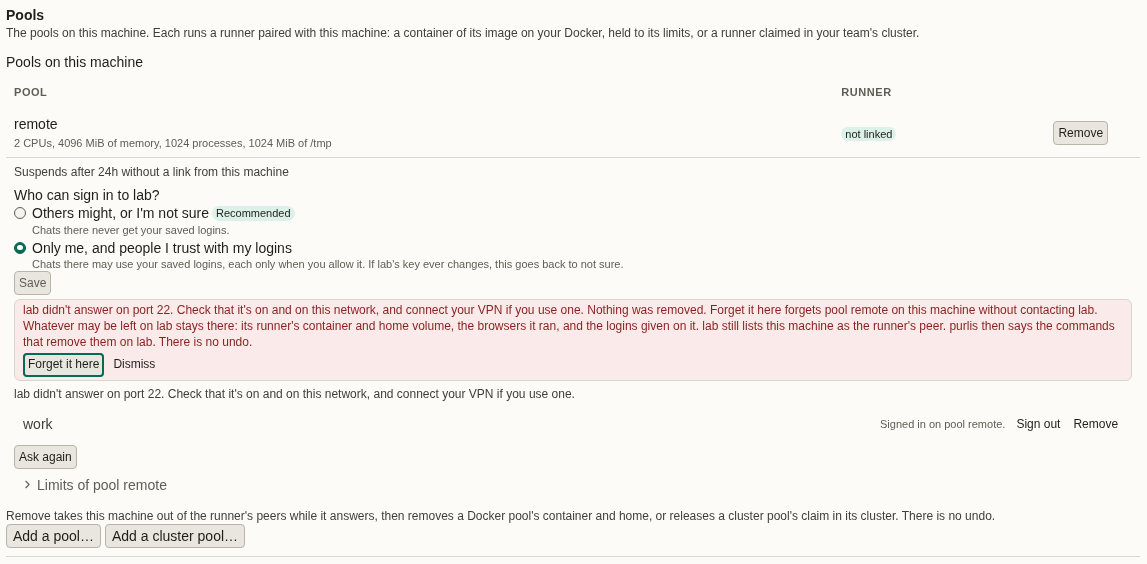 Pools
The pools on this machine. Each runs a runner paired with this machine: a container of its image on your Docker, held to its limits, or a runner claimed in your team's cluster.
Pools on this machine
POOL RUNNER
remote
2 CPUs, 4096 MiB of memory, 1024 processes, 1024 MiB of /tmp
not linked
Remove
Suspends after 24h without a link from this machine
Who can sign in to lab?
Others might, or I'm not sure Recommended
Chats there never get your saved logins.
Only me, and people I trust with my logins
Chats there may use your saved logins, each only when you allow it. If lab's key ever changes, this goes back to not sure.
Save
lab didn't answer on port 22. Check that it's on and on this network, and connect your VPN if you use one. Nothing was removed. Forget it here forgets pool remote on this machine without contacting lab.
Whatever may be left on lab stays there: its runner's container and home volume, the browsers it ran, and the logins given on it. lab still lists this machine as the runner's peer. purlis then says the commands
that remove them on lab. There is no undo.
Forget it here Dismiss
lab didn't answer on port 22. Check that it's on and on this network, and connect your VPN if you use one.
work Signed in on pool remote. Sign out Remove
Ask again
Limits of pool remote
Remove takes this machine out of the runner's peers while it answers, then removes a Docker pool's container and home, or releases a cluster pool's claim in its cluster. There is no undo.
Add a pool… Add a cluster pool…